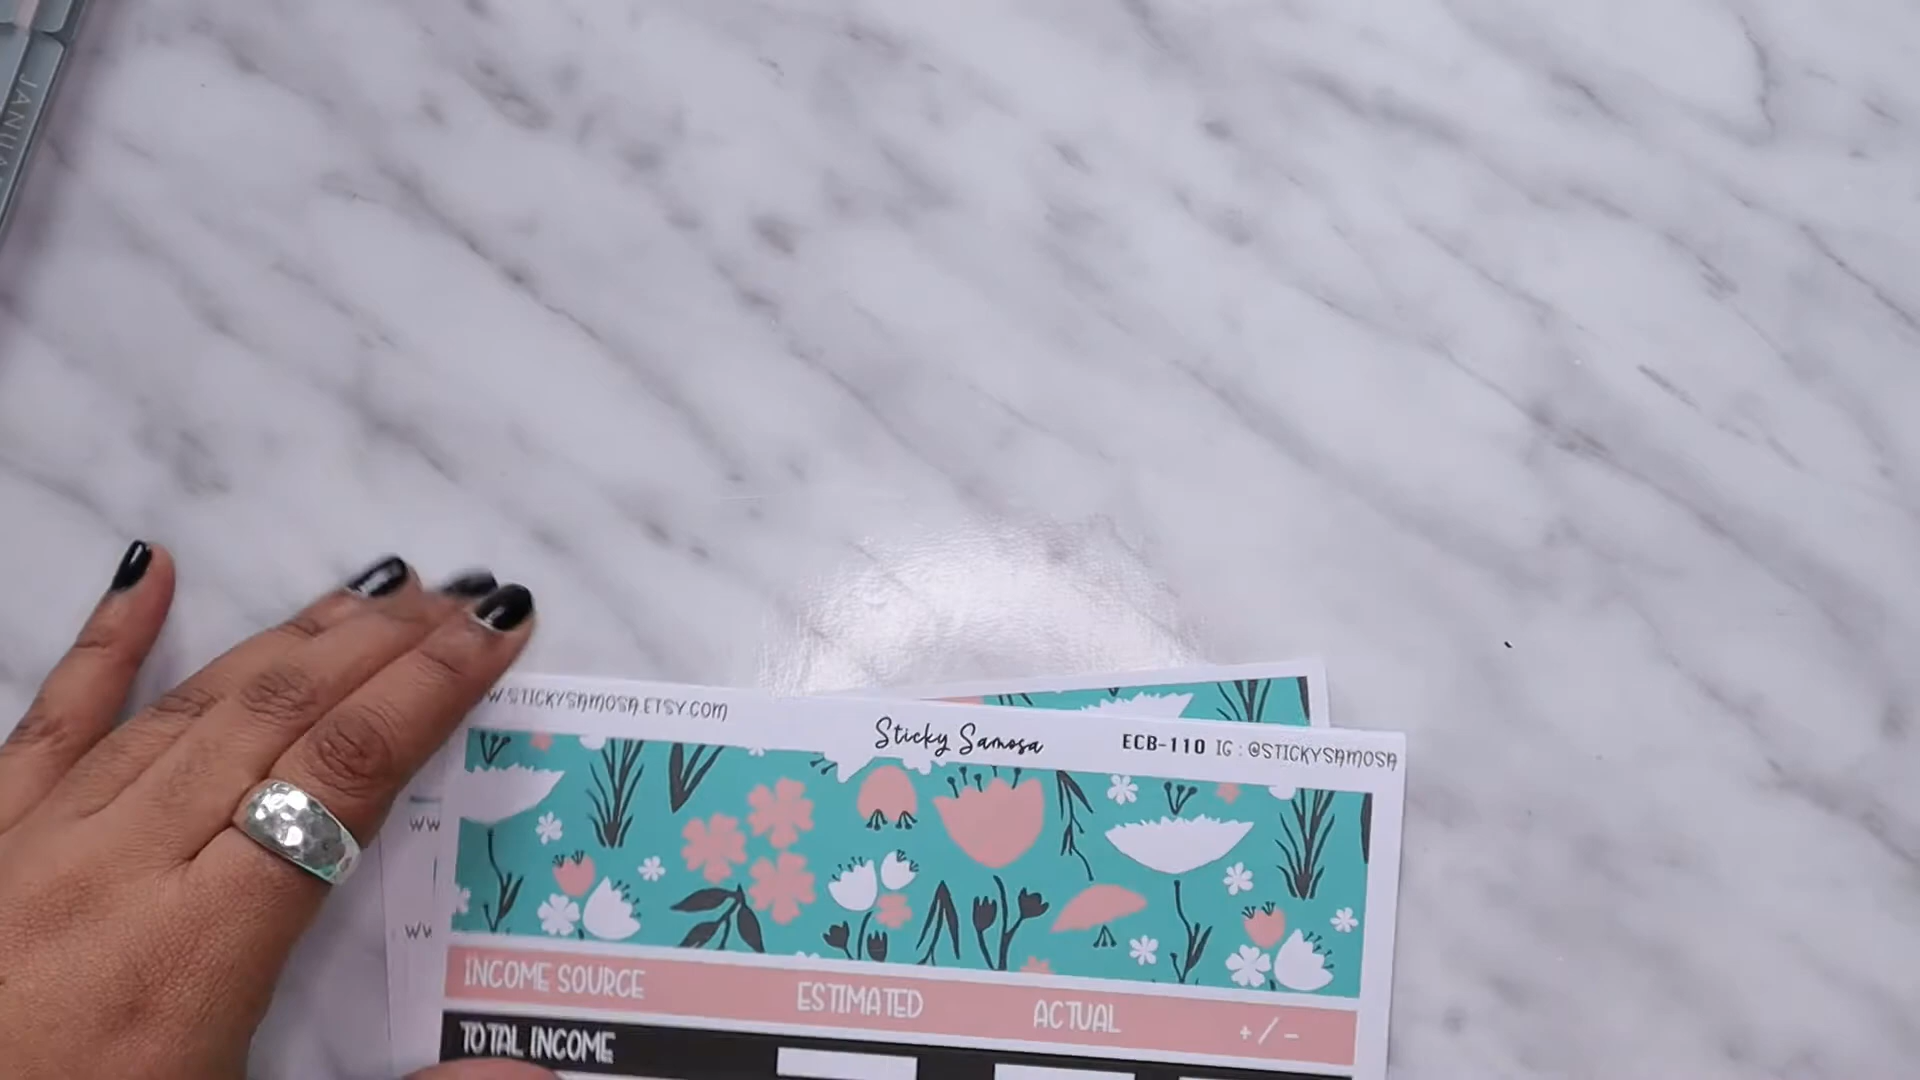 WWW.STICKYSAMOSA.ETSY.COM
Sticky Samosa
ECB-110 IG : @STICKYSAMOSA
INCOME SOURCE ESTIMATED ACTUAL +/-
TOTAL INCOME